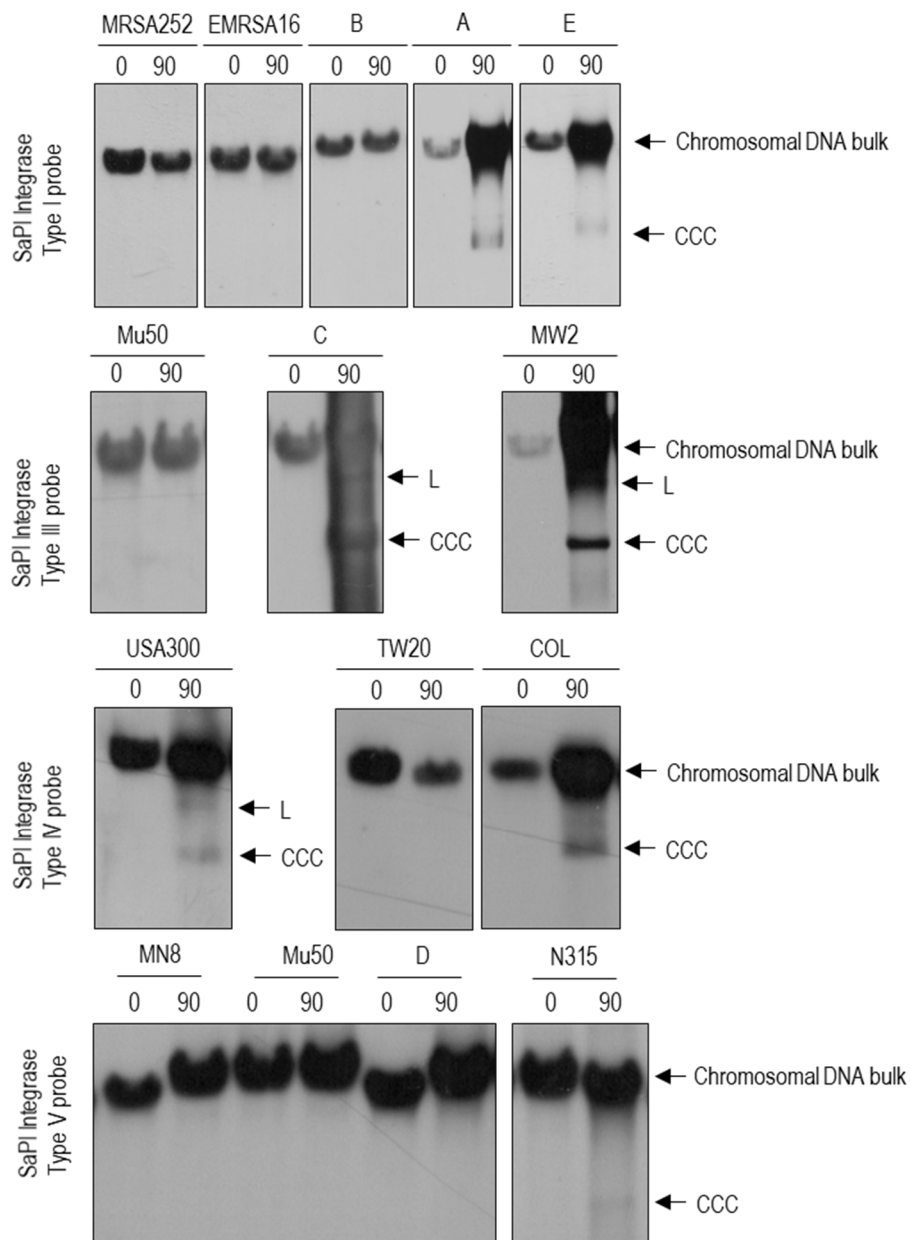 MRSA252 EMRSA16 B A E
0 90 0 90 0 90 0 90 0 90
SaPI Integrase
Type I probe
Chromosomal DNA bulk
CCC
Mu50 C MW2
0 90 0 90 0 90
SaPI Integrase
Type III probe
Chromosomal DNA bulk
L
L
CCC
CCC
USA300 TW20 COL
0 90 0 90 0 90
SaPI Integrase
Type IV probe
Chromosomal DNA bulk
L
CCC
CCC
MN8 Mu50 D N315
0 90 0 90 0 90 0 90
SaPI Integrase
Type V probe
Chromosomal DNA bulk
CCC